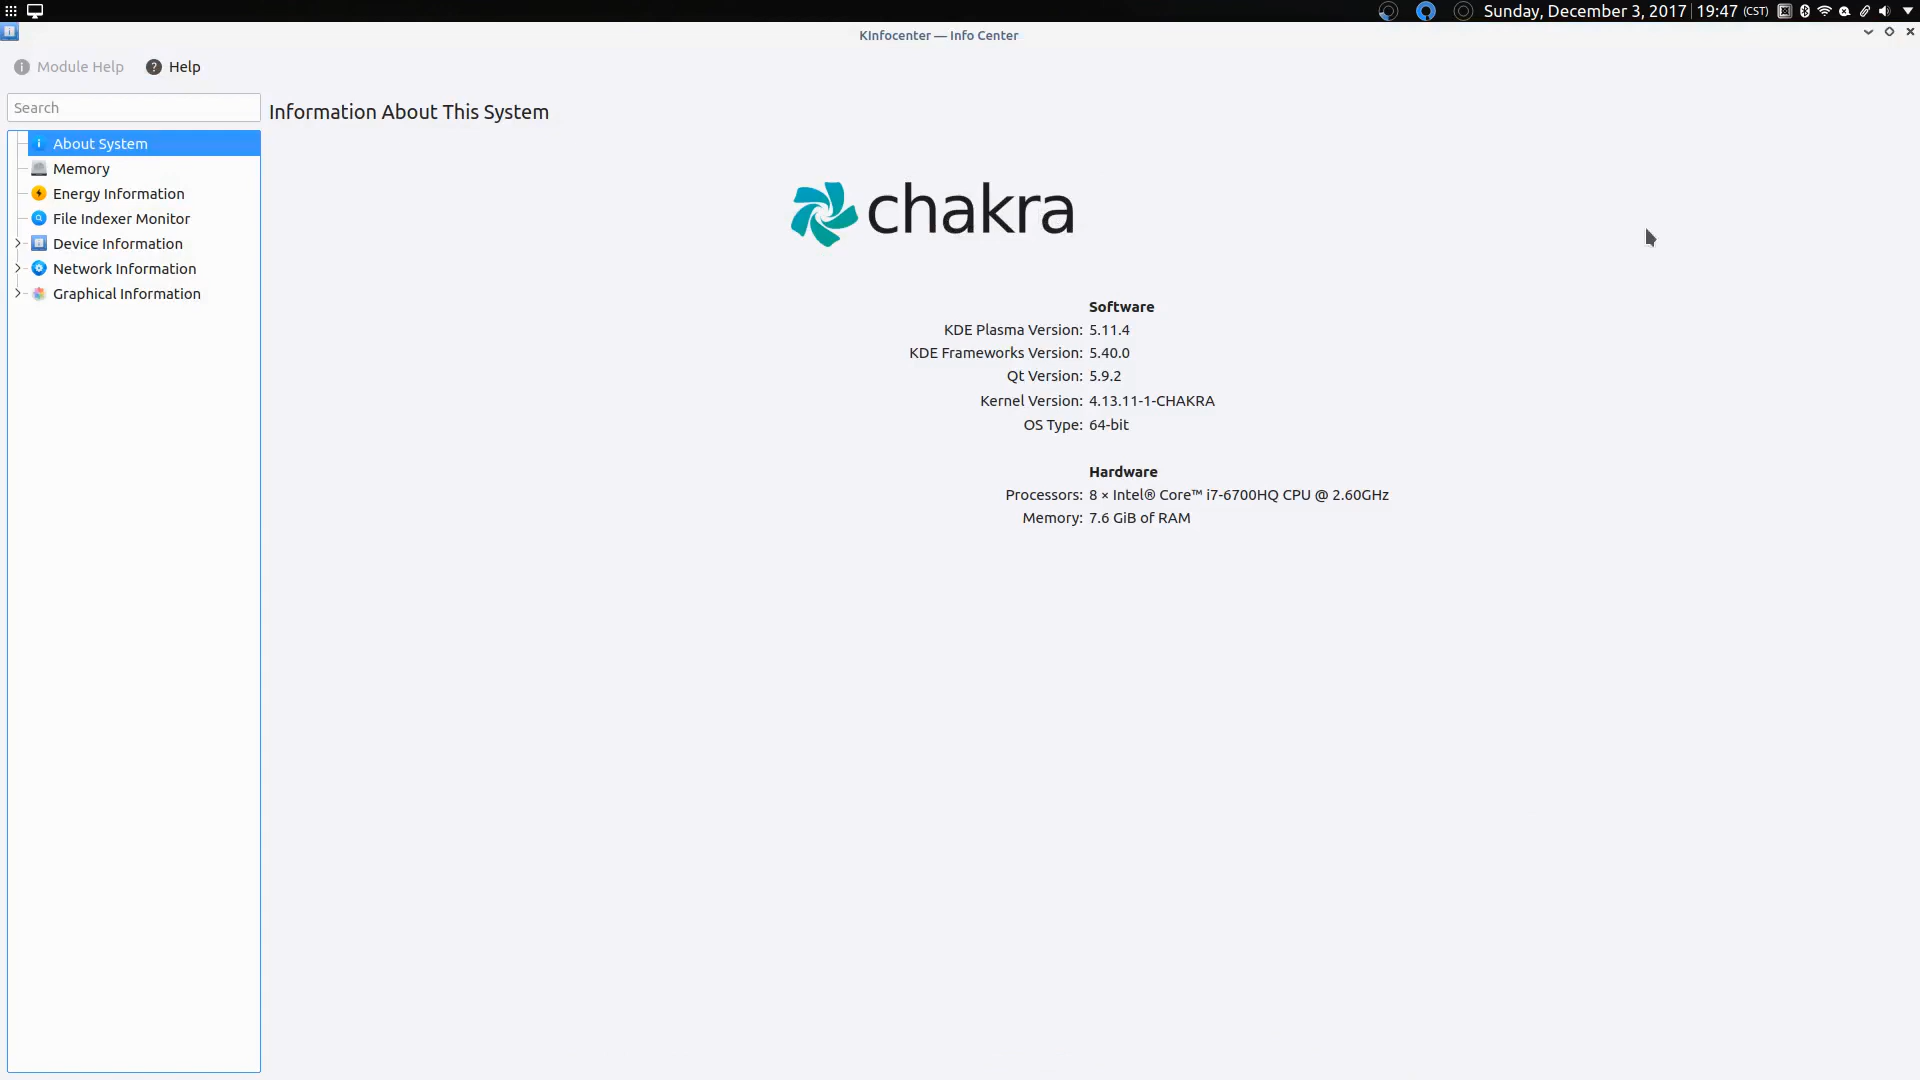 Sunday, December 3, 2017 19:47 (CST)
KInfocenter — Info Center
Module Help Help
Search
Information About This System
About System
Memory
Energy Information
File Indexer Monitor
Device Information
Network Information
Graphical Information
chakra
Software
KDE Plasma Version: 5.11.4
KDE Frameworks Version: 5.40.0
Qt Version: 5.9.2
Kernel Version: 4.13.11-1-CHAKRA
OS Type: 64-bit
Hardware
Processors: 8 × Intel® Core™ i7-6700HQ CPU @ 2.60GHz
Memory: 7.6 GiB of RAM